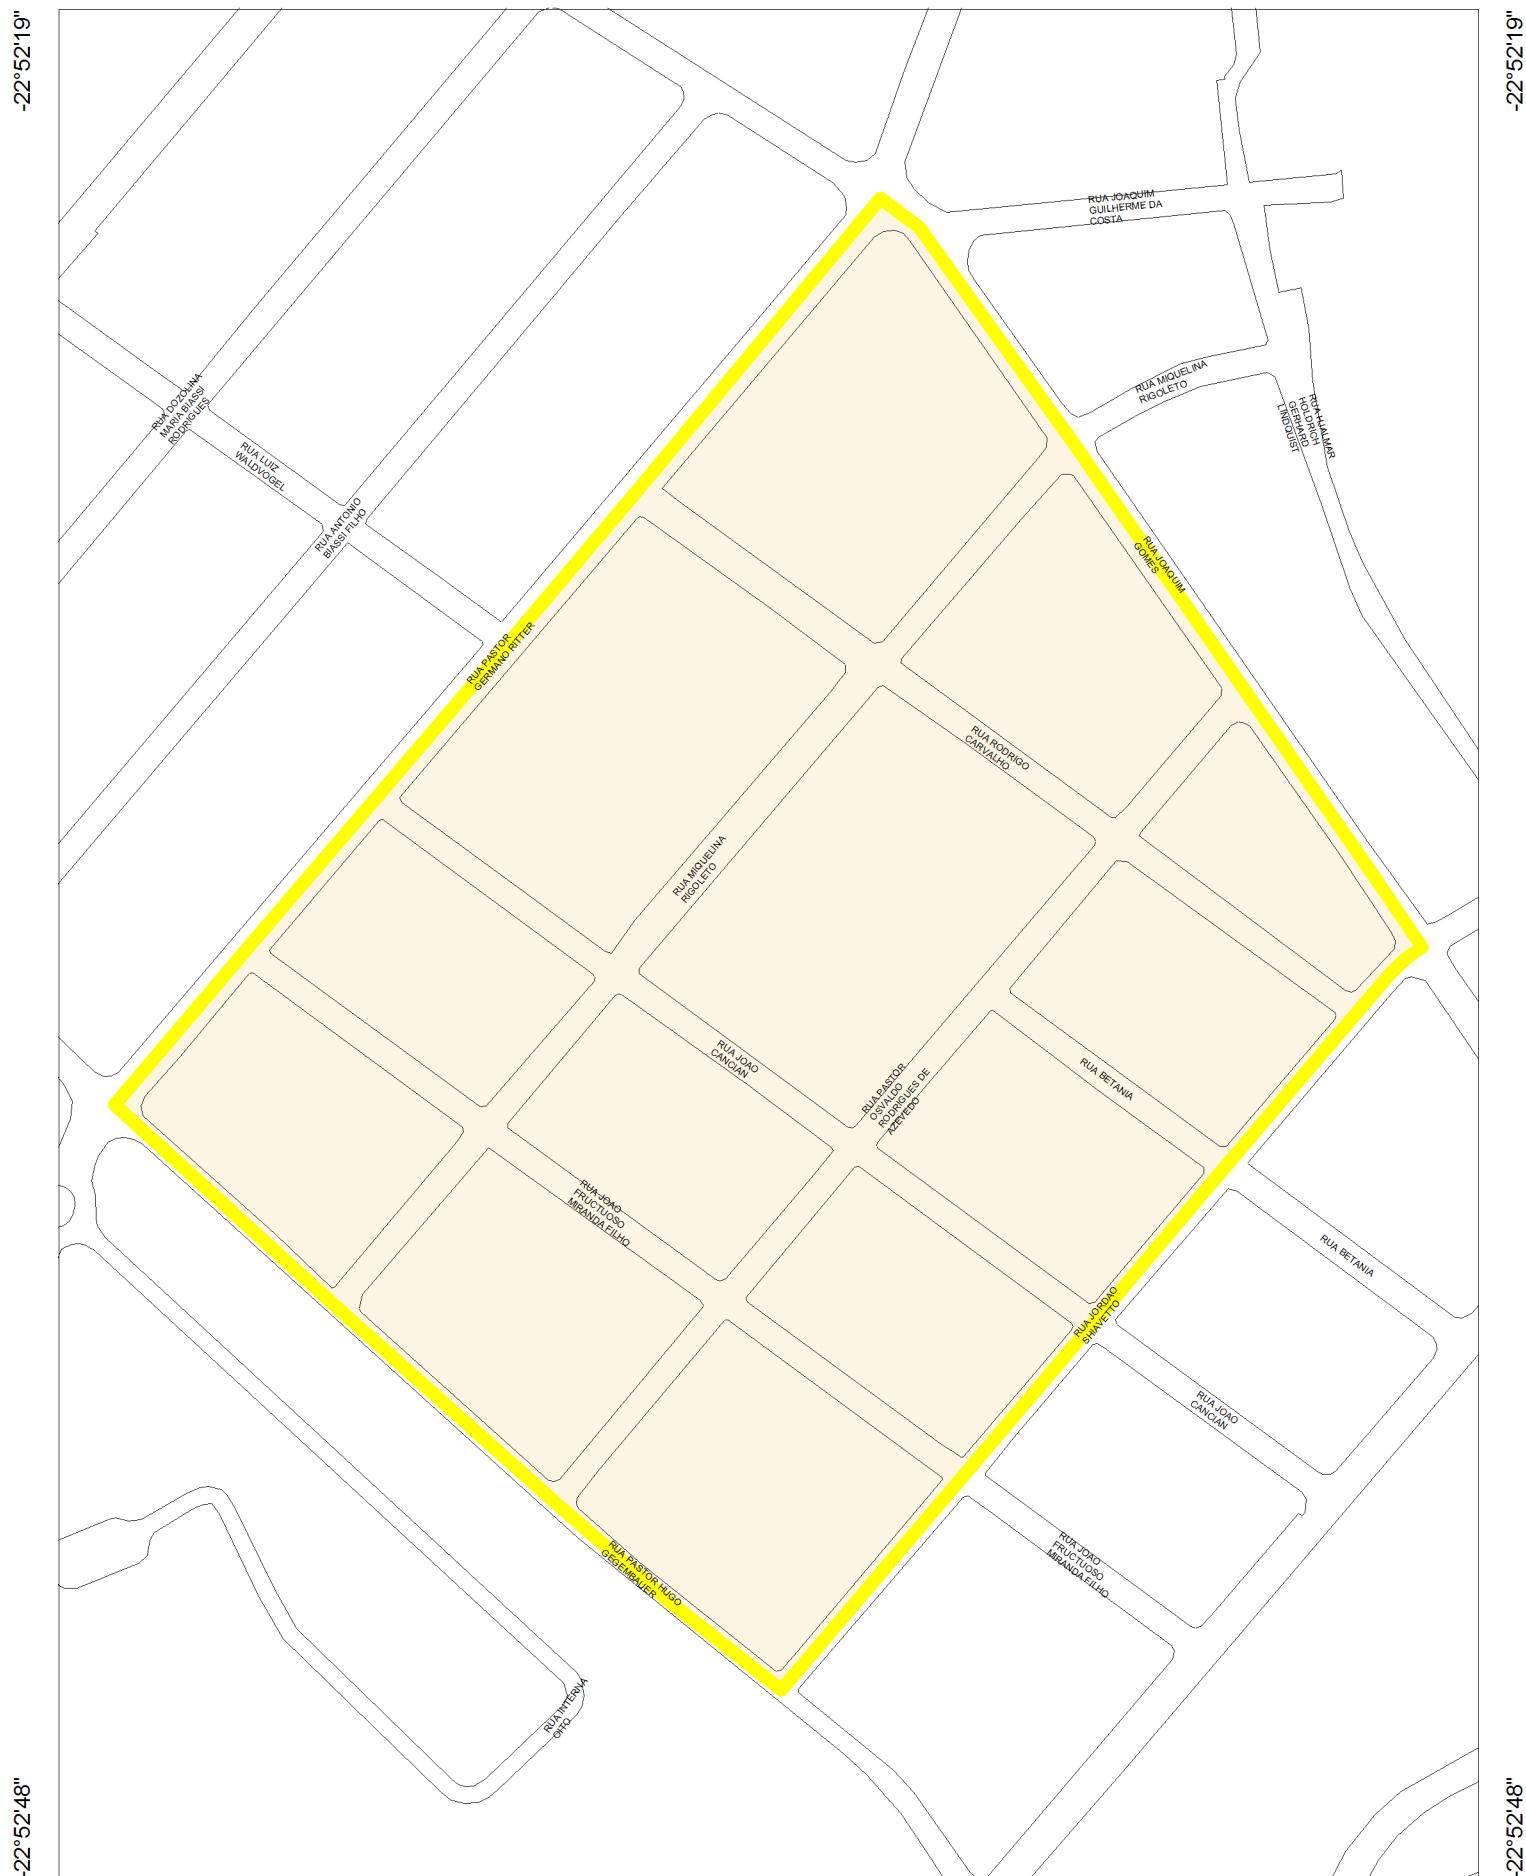 -22°52'19"
-22°52'19"
RUA JOAQUIM
GUILHERME DA
COSTA
RUA MIQUELINA
RIGOLETO
RUA DOZOLINA
MARIA BIASSI
RODRIGUES
RUA HJALMAR
HOLDRICH
GERHARD
LINDQUIST
RUA LUIZ
WALDVOGEL
RUA ANTONIO
BIASSI FILHO
RUA JOAQUIM
GOMES
RUA PASTOR
GERMANO RITTER
RUA RODRIGO
CARVALHO
RUA MIQUELINA
RIGOLETO
RUA JOAO
CANCIAN
RUA PASTOR
OSVALDO
RODRIGUES DE
AZEVEDO
RUA BETANIA
RUA JOAO
FRUCTUOSO
MIRANDA FILHO
RUA BETANIA
RUA JORDAO
SHIAVETTO
RUA JOAO
CANCIAN
RUA PASTOR HUGO
GEGEMBAUER
RUA JOAO
FRUCTUOSO
MIRANDA FILHO
RUA INTERNA
OITO
-22°52'48"
-22°52'48"